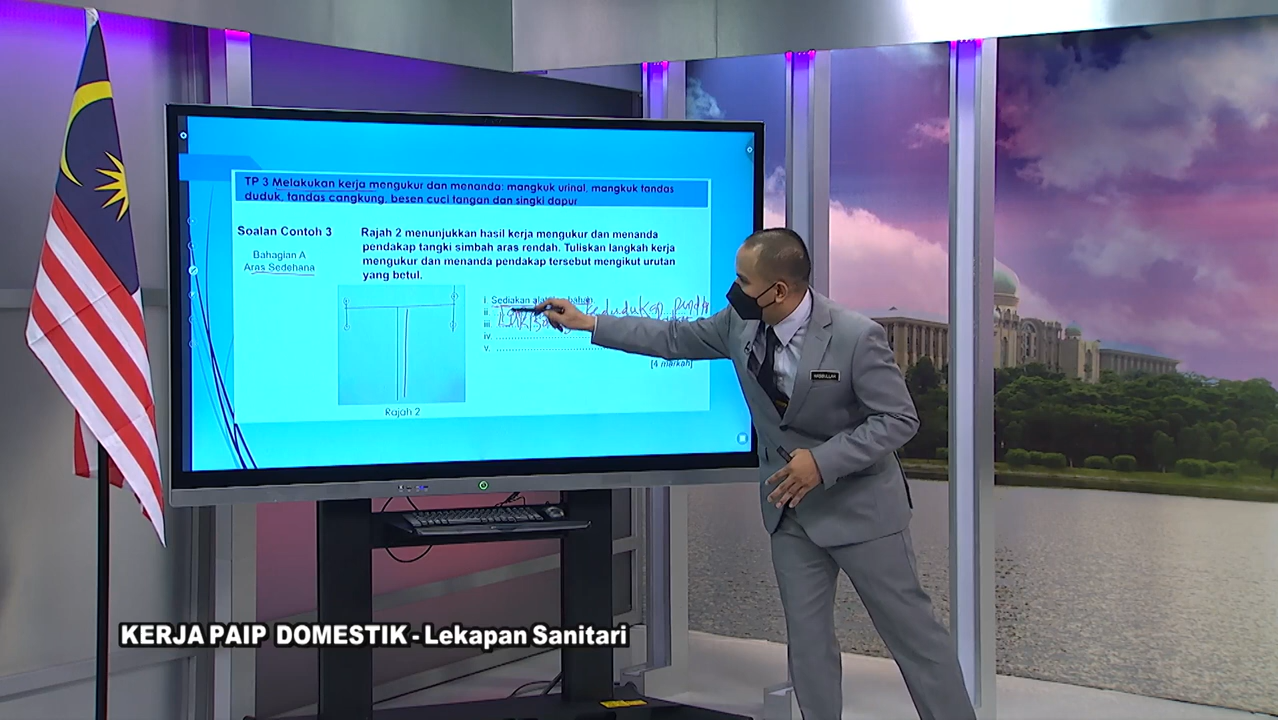 TP 3 Melakukan kerja mengukur dan menanda: mangkuk urinal, mangkuk tandas
duduk, tandas cangkung, besen cuci tangan dan singki dapur
Soalan Contoh 3
Bahagian A
Aras Sederhana
Rajah 2 menunjukkan hasil kerja mengukur dan menanda
pendakap tangki simbah aras rendah. Tuliskan langkah kerja
mengukur dan menanda pendakap tersebut mengikut urutan
yang betul.
i. Sediakan
ii. kedudukan
iii.
iv. ....................
v. ....................
[4 markah]
Rajah 2
HASBULLAH
KERJA PAIP DOMESTIK - Lekapan Sanitari